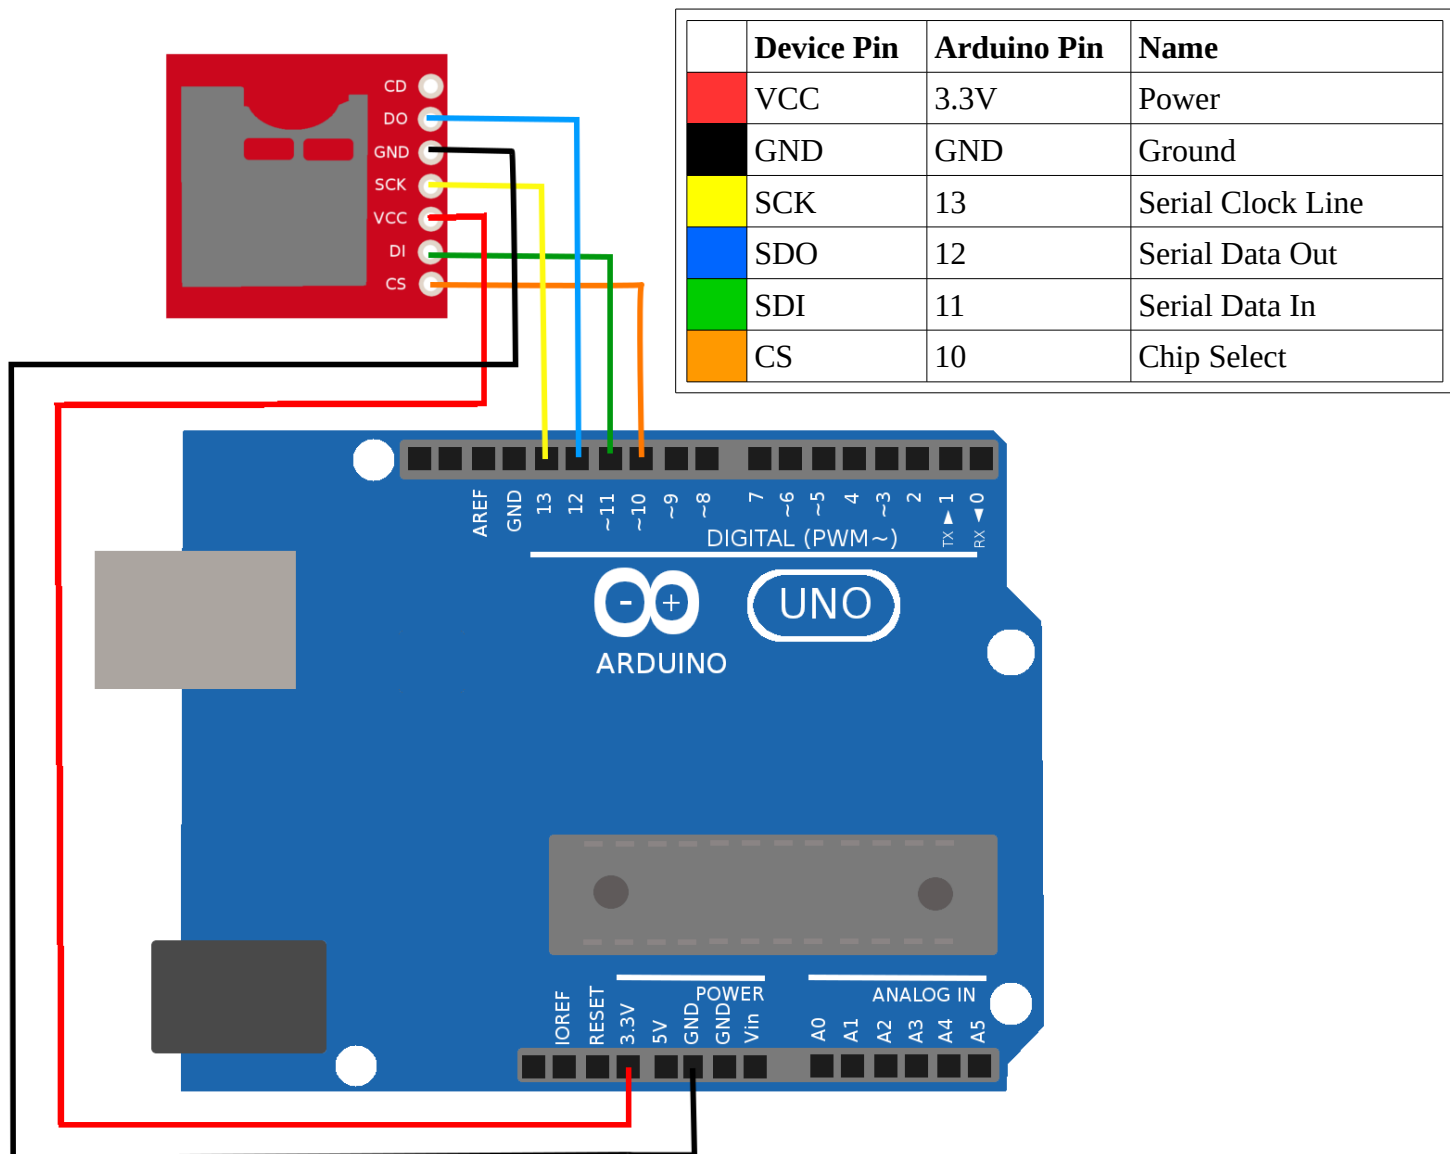 Device Pin Arduino Pin Name
VCC 3.3V Power
GND GND Ground
SCK 13 Serial Clock Line
SDO 12 Serial Data Out
SDI 11 Serial Data In
CS 10 Chip Select
CD
DO
GND
SCK
VCC
DI
CS
AREF GND 13 12 ~11 ~10 ~9 ~8 7 ~6 ~5 4 ~3 2 TX ► 1 RX ◄ 0
DIGITAL (PWM~)
- +
UNO
ARDUINO
POWER ANALOG IN
IOREF RESET 3.3V 5V GND GND Vin A0 A1 A2 A3 A4 A5